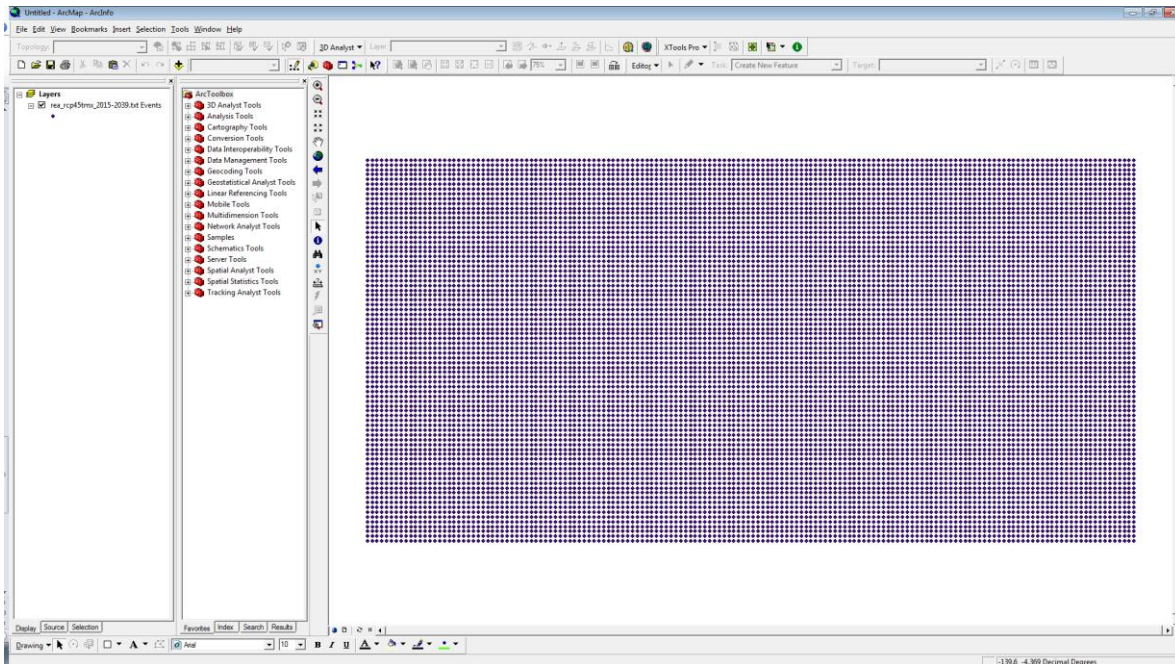 Untitled - ArcMap - ArcInfo
File Edit View Bookmarks Insert Selection Tools Window Help
Topology: 3D Analyst Layer: XTools Pro
75% Editor Task: Create New Feature Target:
Layers
rea_rcp45tmx_2015-2039.txt Events
ArcToolbox
3D Analyst Tools
Analysis Tools
Cartography Tools
Conversion Tools
Data Interoperability Tools
Data Management Tools
Geocoding Tools
Geostatistical Analyst Tools
Linear Referencing Tools
Mobile Tools
Multidimension Tools
Network Analyst Tools
Samples
Schematics Tools
Server Tools
Spatial Analyst Tools
Spatial Statistics Tools
Tracking Analyst Tools
Display Source Selection
Favorites Index Search Results
Drawing A Arial 10 B I U A
-139.6 -4.369 Decimal Degrees